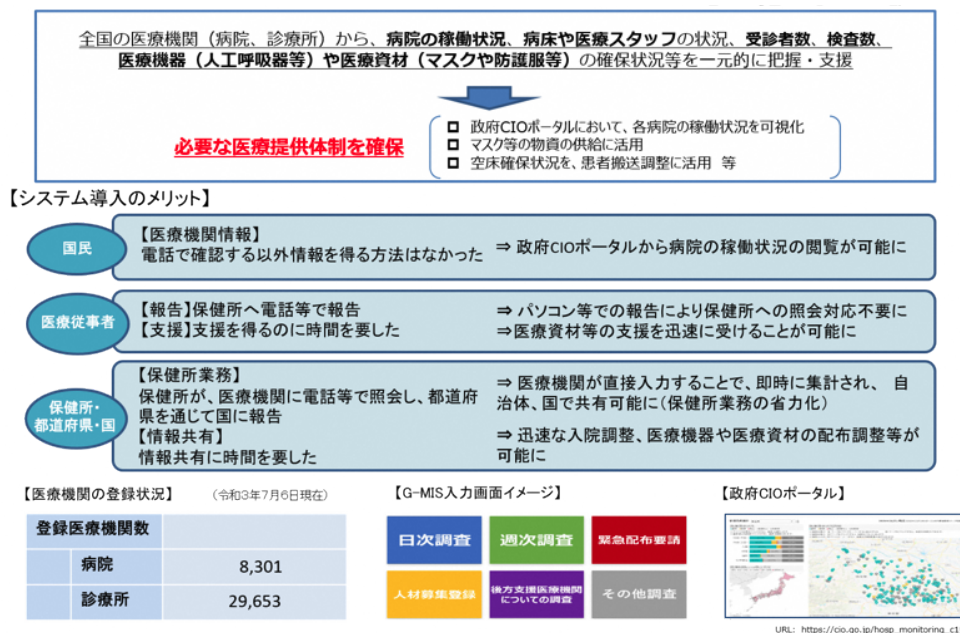 全国の医療機関（病院、診療所）から、病院の稼働状況、病床や医療スタッフの状況、受診者数、検査数、
医療機器（人工呼吸器等）や医療資材（マスクや防護服等）の確保状況等を一元的に把握・支援
必要な医療提供体制を確保
政府CIOポータルにおいて、各病院の稼働状況を可視化
マスク等の物資の供給に活用
空床確保状況を、患者搬送調整に活用 等
【システム導入のメリット】
国民
【医療機関情報】
電話で確認する以外情報を得る方法はなかった
⇒ 政府CIOポータルから病院の稼働状況の閲覧が可能に
医療従事者
【報告】保健所へ電話等で報告
【支援】支援を得るのに時間を要した
⇒ パソコン等での報告により保健所への照会対応不要に
⇒医療資材等の支援を迅速に受けることが可能に
保健所・
都道府県・国
【保健所業務】
保健所が、医療機関に電話等で照会し、都道府
県を通じて国に報告
【情報共有】
情報共有に時間を要した
⇒ 医療機関が直接入力することで、即時に集計され、 自
治体、国で共有可能に（保健所業務の省力化）
⇒ 迅速な入院調整、医療機器や医療資材の配布調整等が
可能に
【医療機関の登録状況】 （令和3年7月6日現在）
登録医療機関数
病院 8,301
診療所 29,653
【G-MIS入力画面イメージ】
日次調査 週次調査 緊急配布要請
人材募集登録 後方支援医療機関
についての調査 その他調査
【政府CIOポータル】
URL: https://cio.go.jp/hosp_monitoring_c1